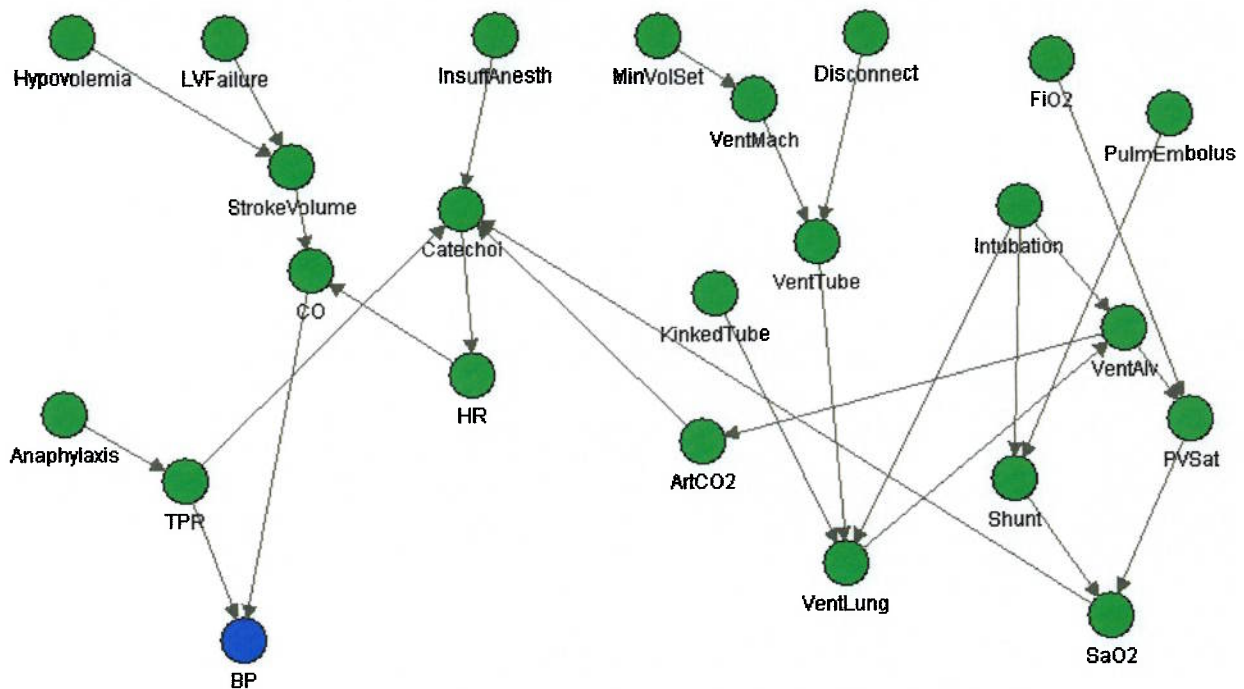 Hypovolemia
LVFailure
InsuffAnesth
MinVolSet
Disconnect
FiO2
VentMach
PulmEmbolus
StrokeVolume
Catechol
Intubation
VentTube
CO
KinkedTube
VentAlv
HR
Anaphylaxis
ArtCO2
PVSat
TPR
Shunt
VentLung
SaO2
BP